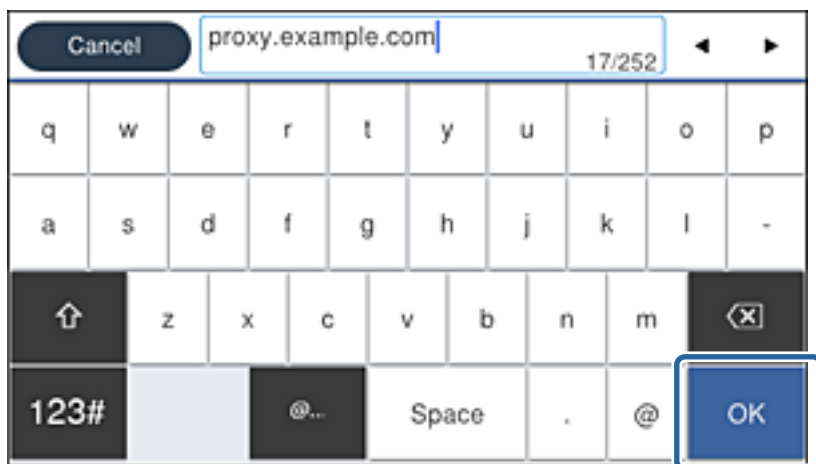 Cancel proxy.example.com 17/252 ◄ ►
q w e r t y u i o p
a s d f g h j k l -
z x c v b n m
123# @... Space . @ OK